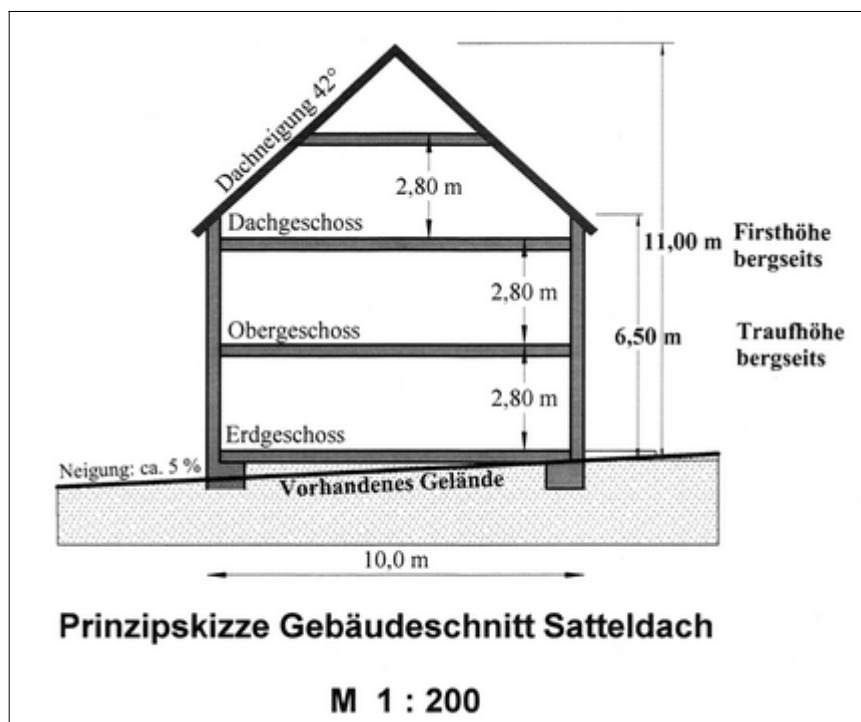 Dachneigung 42°
2,80 m
Dachgeschoss
11,00 m
Firsthöhe
bergseits
2,80 m
Obergeschoss
6,50 m
Traufhöhe
bergseits
2,80 m
Erdgeschoss
Neigung: ca. 5 %
Vorhandenes Gelände
10,0 m
Prinzipskizze Gebäudeschnitt Satteldach
M 1 : 200